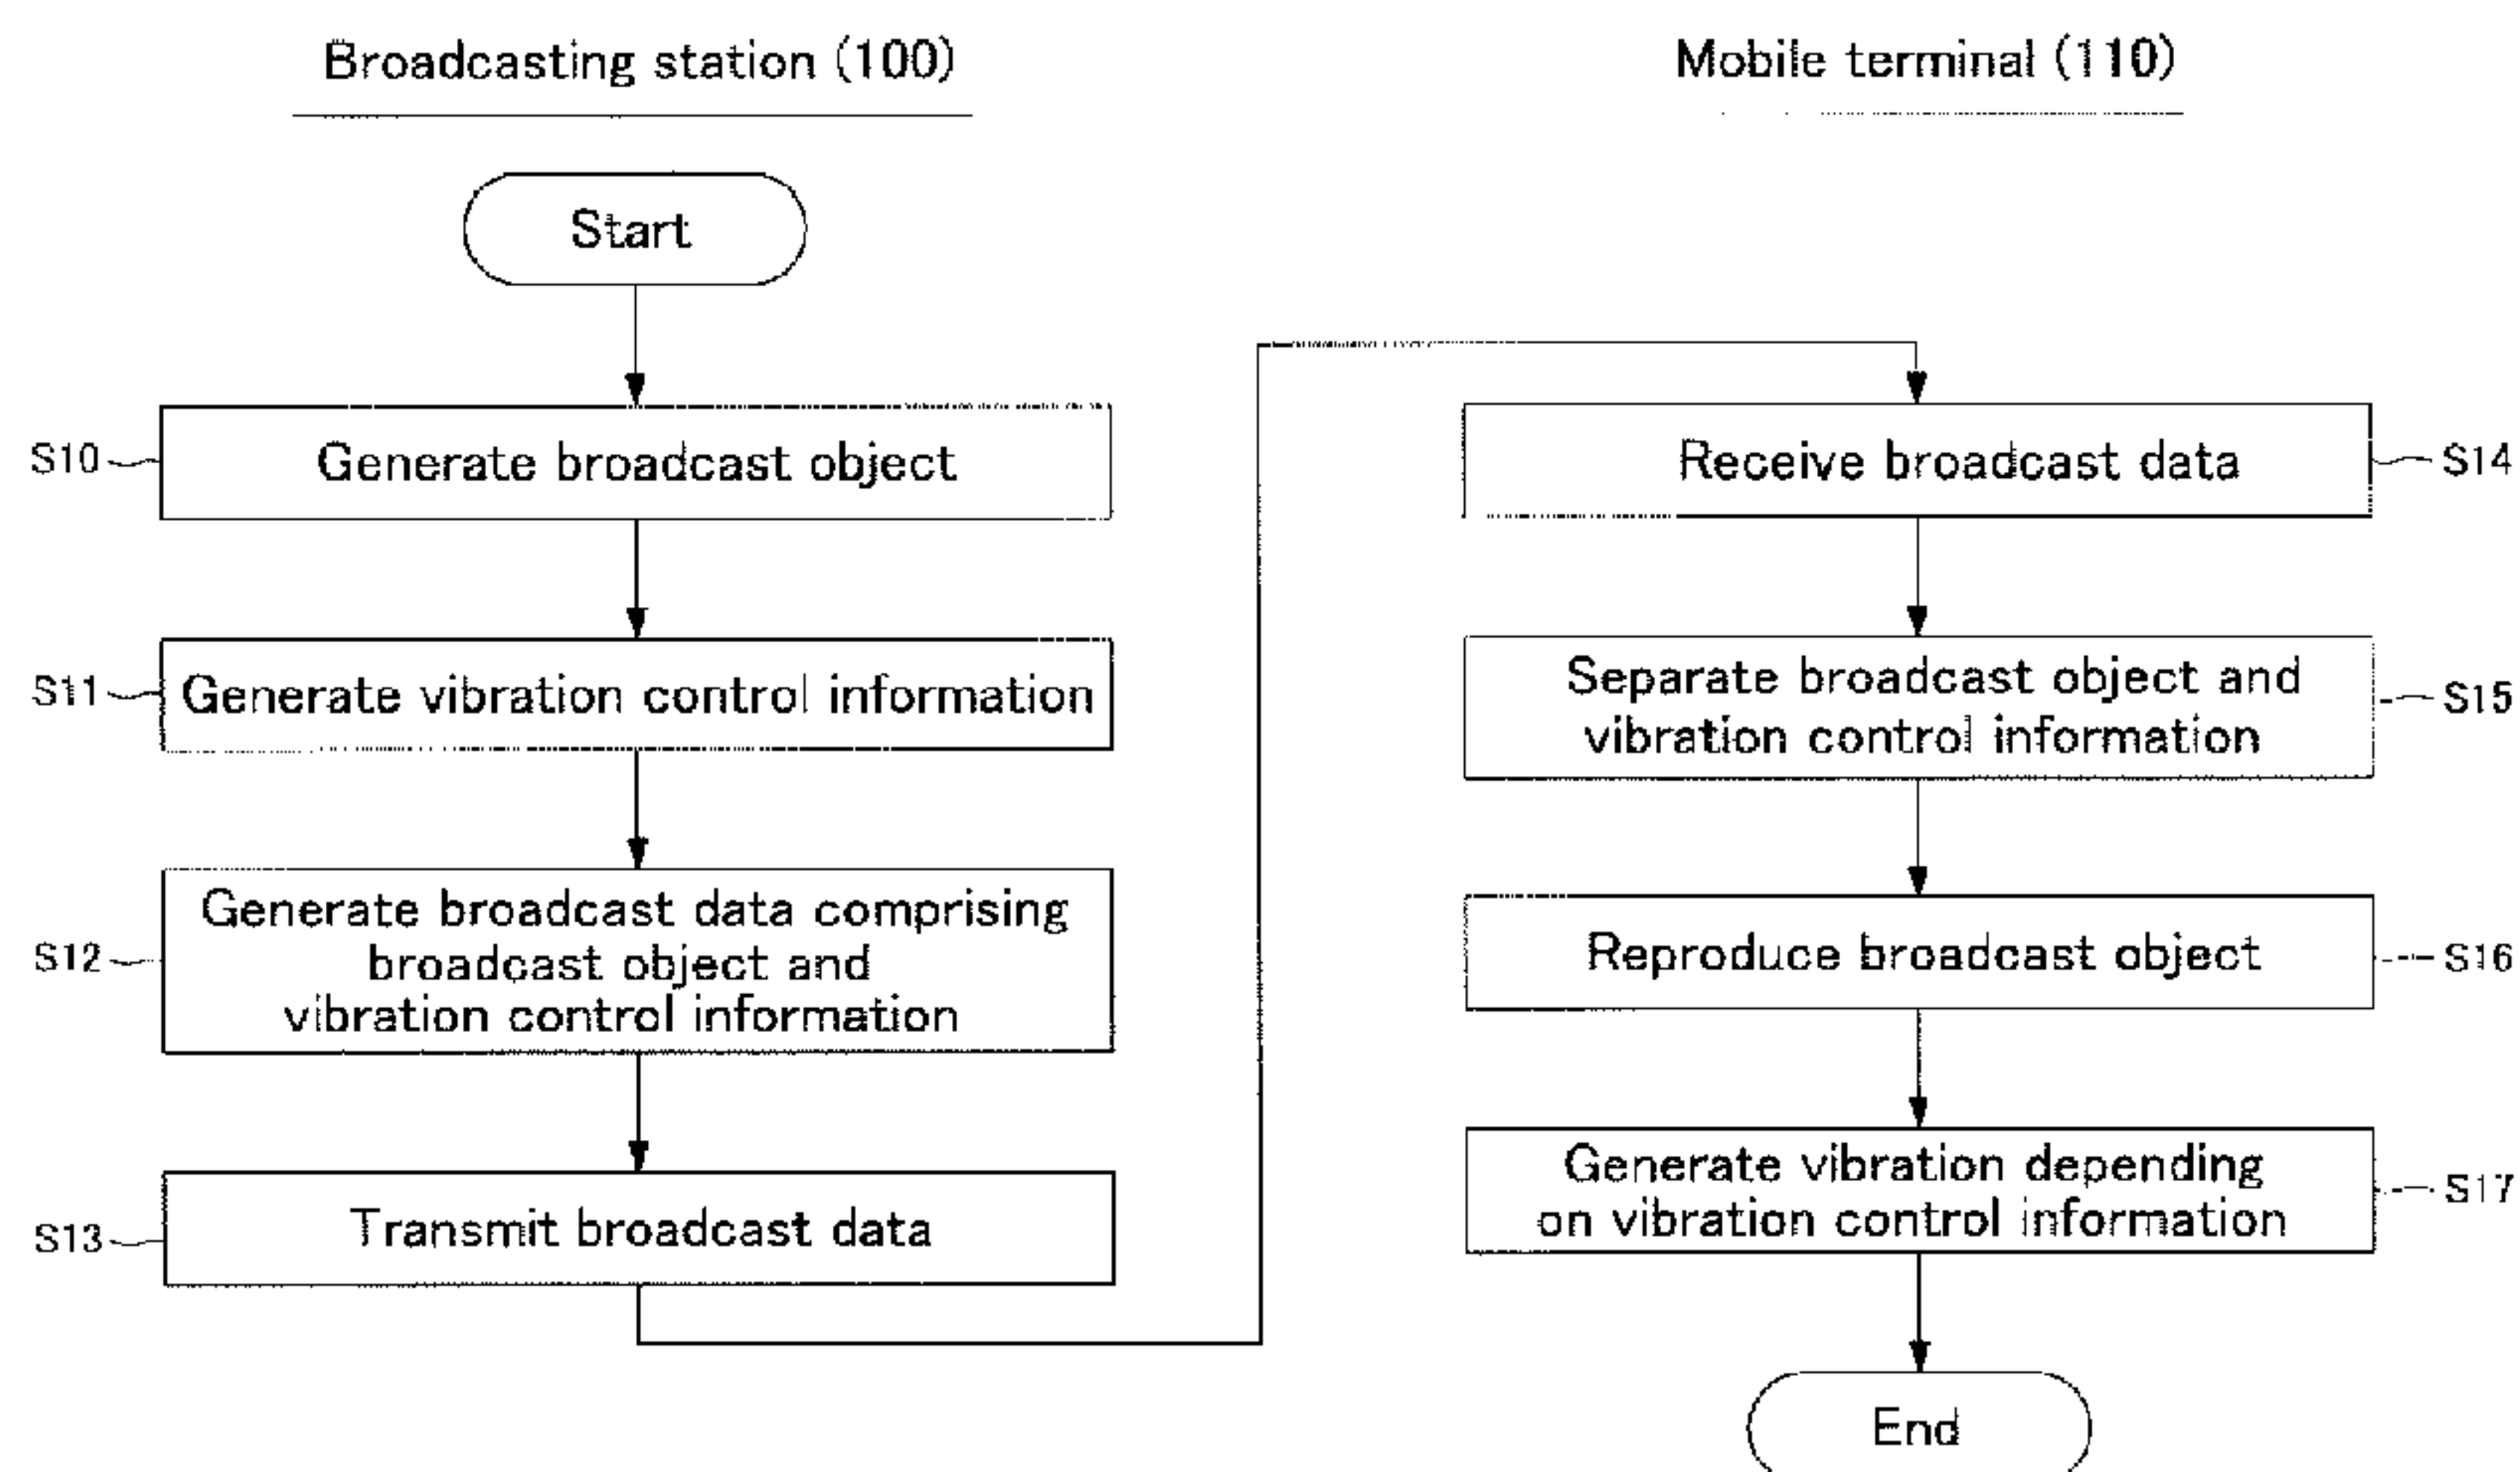 Broadcasting station (100)
Start
S10
Generate broadcast object
S11
Generate vibration control information
S12
Generate broadcast data comprising
broadcast object and
vibration control information
S13
Transmit broadcast data
Mobile terminal (110)
Receive broadcast data
S14
Separate broadcast object and
vibration control information
S15
Reproduce broadcast object
S16
Generate vibration depending
on vibration control information
S17
End